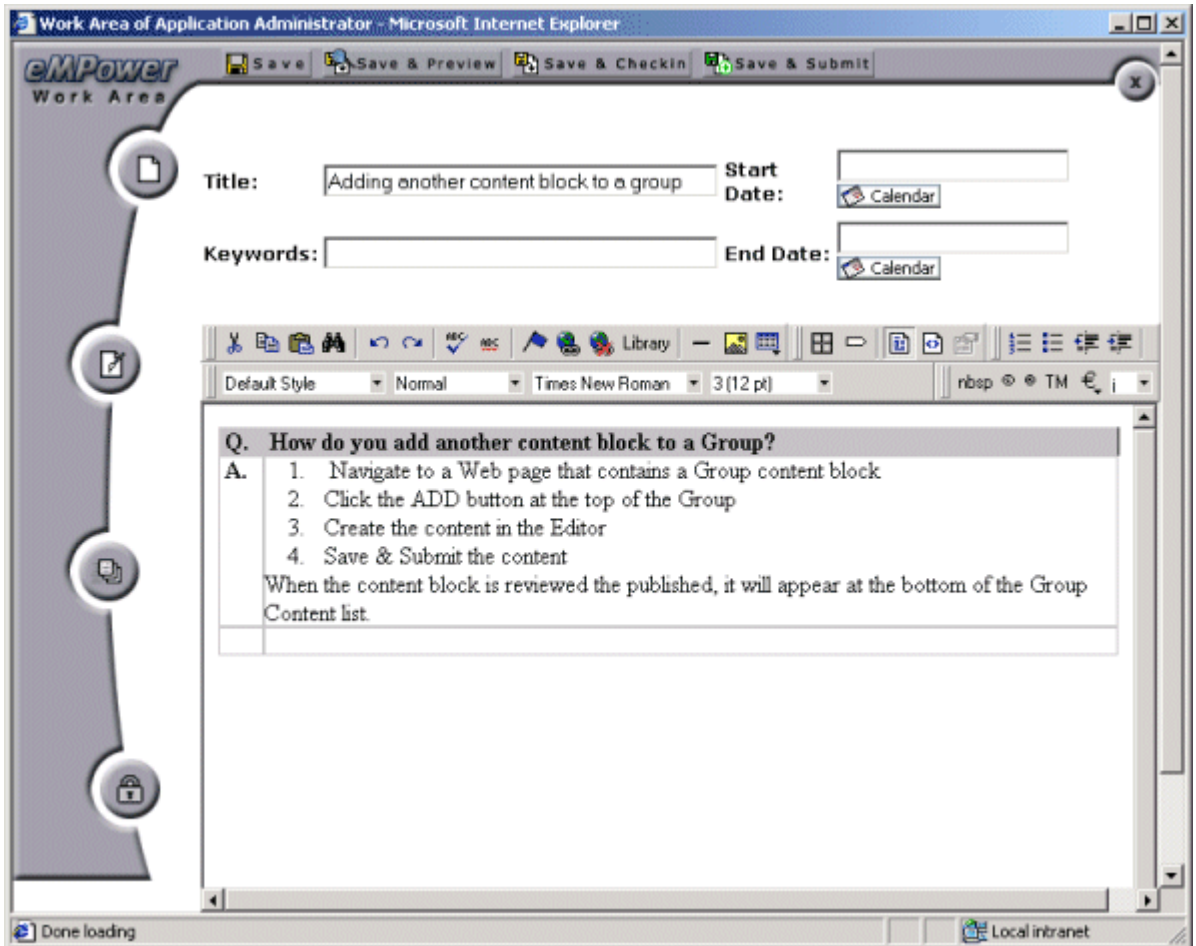 Work Area of Application Administrator - Microsoft Internet Explorer
eMPower
Work Area
Save Save & Preview Save & Checkin Save & Submit
x
Title: Adding another content block to a group Start Date:
Calendar
Keywords: End Date:
Calendar
ABC ABC Library
Default Style Normal Times New Roman 3 (12 pt) nbsp © ® TM € ¡
Q. How do you add another content block to a Group?
A. 1. Navigate to a Web page that contains a Group content block
2. Click the ADD button at the top of the Group
3. Create the content in the Editor
4. Save & Submit the content
When the content block is reviewed the published, it will appear at the bottom of the Group
Content list.
Done loading Local intranet